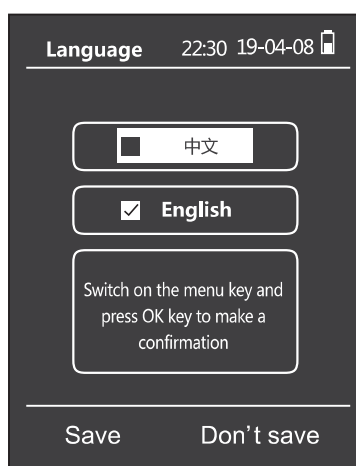 Language 22:30 19-04-08
中文
English
Switch on the menu key and
press OK key to make a
confirmation
Save Don't save